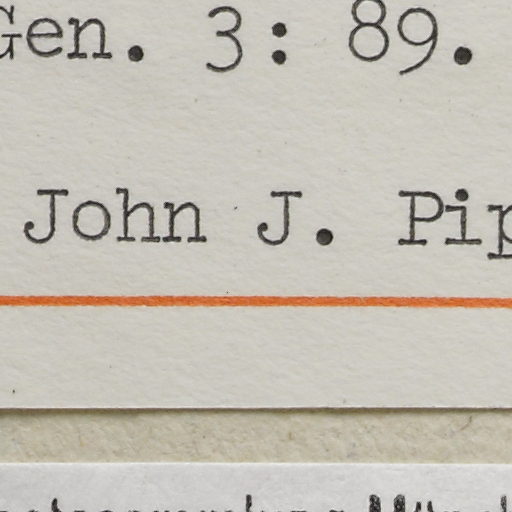 Gen. 3: 89.
John J. Pip